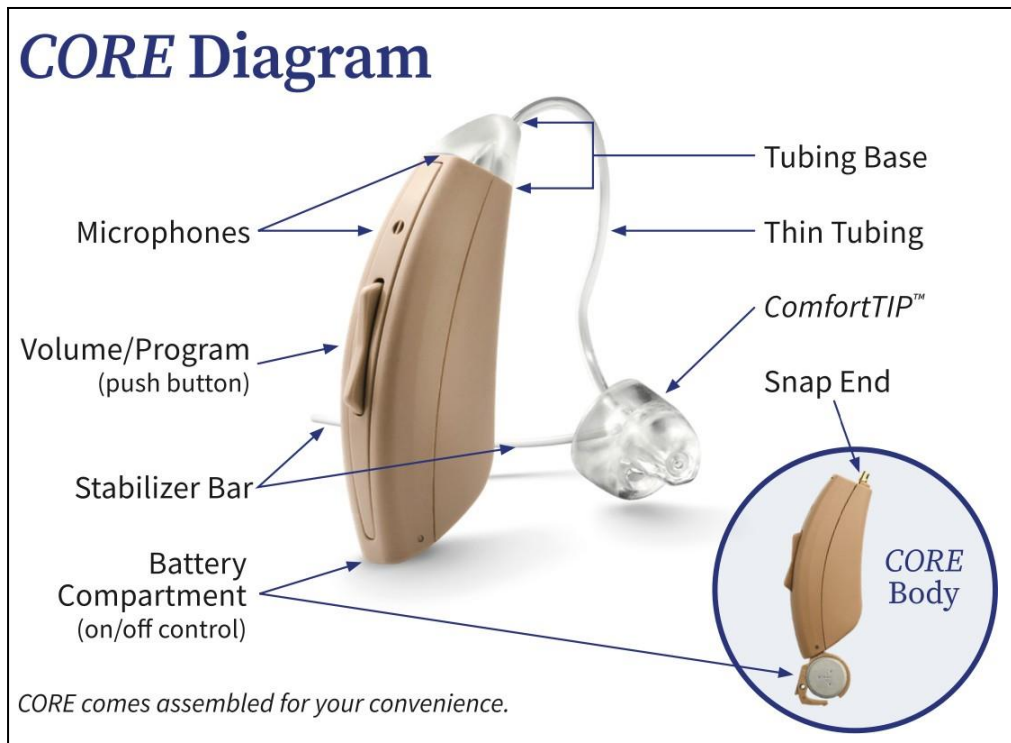 CORE Diagram
Tubing Base
Microphones
Thin Tubing
ComfortTIP™
Volume/Program
(push button)
Snap End
Stabilizer Bar
Battery
Compartment
(on/off control)
CORE
Body
CORE comes assembled for your convenience.